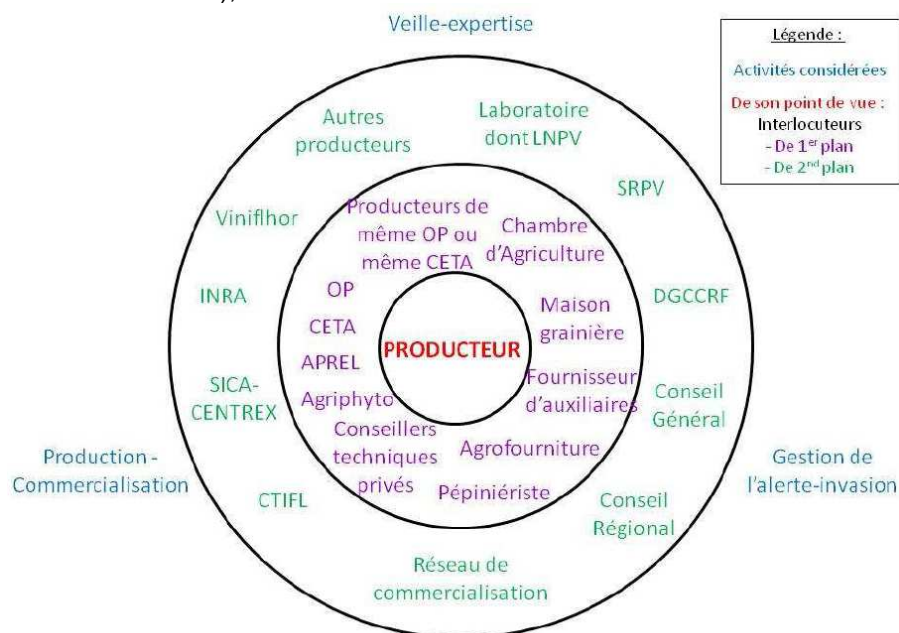 Veille-expertise
Légende :
Activités considérées
De son point de vue :
Interlocuteurs
- De 1er plan
- De 2nd plan
Autres
producteurs
Laboratoire
dont LNPV
SRPV
Viniflhor
Producteurs de
même OP ou
même CETA
Chambre
d'Agriculture
INRA
OP
DGCCRF
CETA
Maison
grainière
PRODUCTEUR
APREL
SICA-
CENTREX
Agriphyto
Fournisseur
d'auxiliaires
Conseil
Général
Conseillers
techniques
privés
Agrofourniture
Production -
Commercialisation
Gestion de
l'alerte-invasion
CTIFL
Pépiniériste
Conseil
Régional
Réseau de
commercialisation